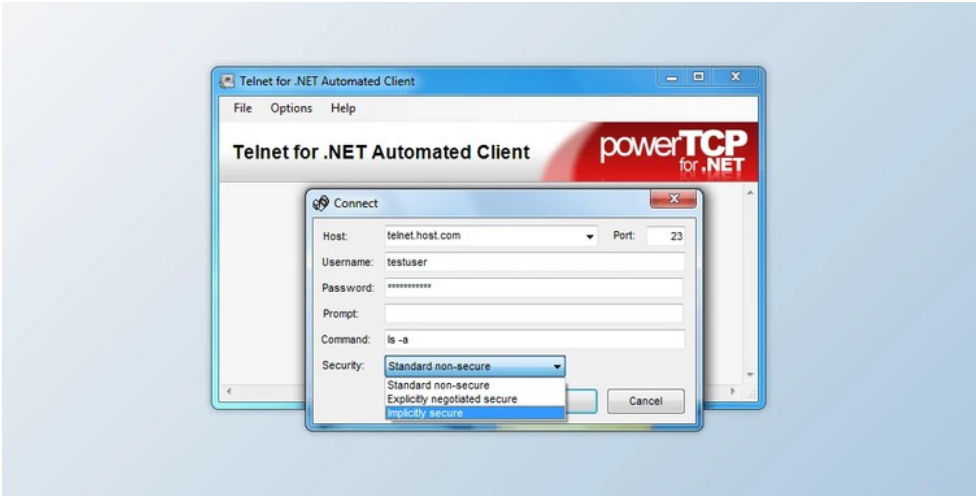 Telnet for .NET Automated Client
File Options Help
Telnet for .NET Automated Client
powerTCP
for .NET
Connect
Host: telnet.host.com Port: 23
Username: testuser
Password: ***********
Prompt:
Command: ls -a
Security: Standard non-secure
Standard non-secure
Explicitly negotiated secure
Implicitly secure
Cancel